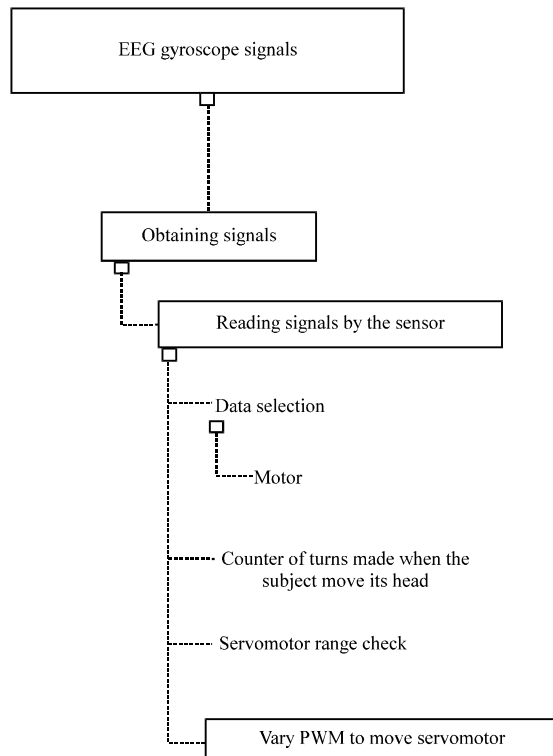 EEG gyroscope signals
Obtaining signals
Reading signals by the sensor
Data selection
Motor
Counter of turns made when the
subject move its head
Servomotor range check
Vary PWM to move servomotor